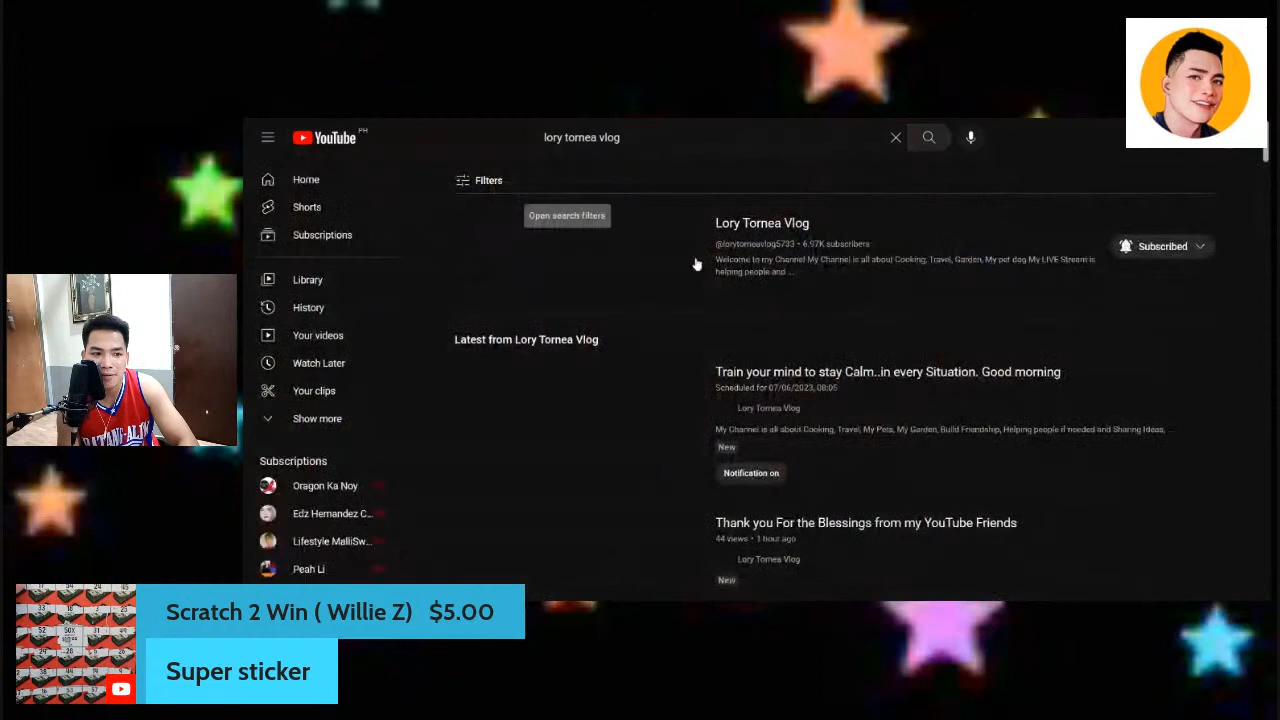 YouTube PH
lory tornea vlog
Home
Shorts
Subscriptions
Library
History
Your videos
Watch Later
Your clips
Show more
Subscriptions
Oragon Ka Noy
Edz Hernandez C...
Lifestyle MalliSw...
Peah Li
Filters
Open search filters
Lory Tornea Vlog
@lorytorneavlog5733 • 6.97K subscribers
Welcome to my Channel My Channel is all about Cooking, Travel, Garden, My pet dog My LIVE Stream is
helping people and ...
Subscribed
Latest from Lory Tornea Vlog
Train your mind to stay Calm..in every Situation. Good morning
Scheduled for 07/06/2023, 08:05
Lory Tornea Vlog
My Channel is all about Cooking, Travel, My Pets, My Garden, Build Friendship, Helping people if needed and Sharing Ideas, ...
New
Notification on
Thank you For the Blessings from my YouTube Friends
44 views • 1 hour ago
Lory Tornea Vlog
New
Scratch 2 Win ( Willie Z) $5.00
Super sticker